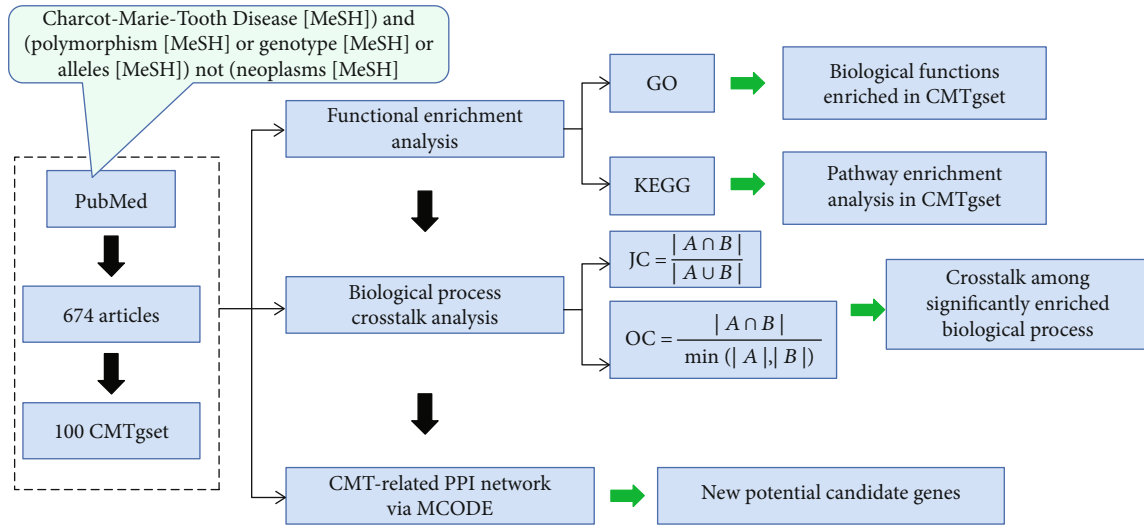 Charcot-Marie-Tooth Disease [MeSH]) and
(polymorphism [MeSH] or genotype [MeSH] or
alleles [MeSH]) not (neoplasms [MeSH]
PubMed
674 articles
100 CMTgset
Functional enrichment
analysis
GO
Biological functions
enriched in CMTgset
KEGG
Pathway enrichment
analysis in CMTgset
Biological process
crosstalk analysis
JC = | A ∩ B | / | A ∪ B |
OC = | A ∩ B | / min (| A |,| B |)
Crosstalk among
significantly enriched
biological process
CMT-related PPI network
via MCODE
New potential candidate genes